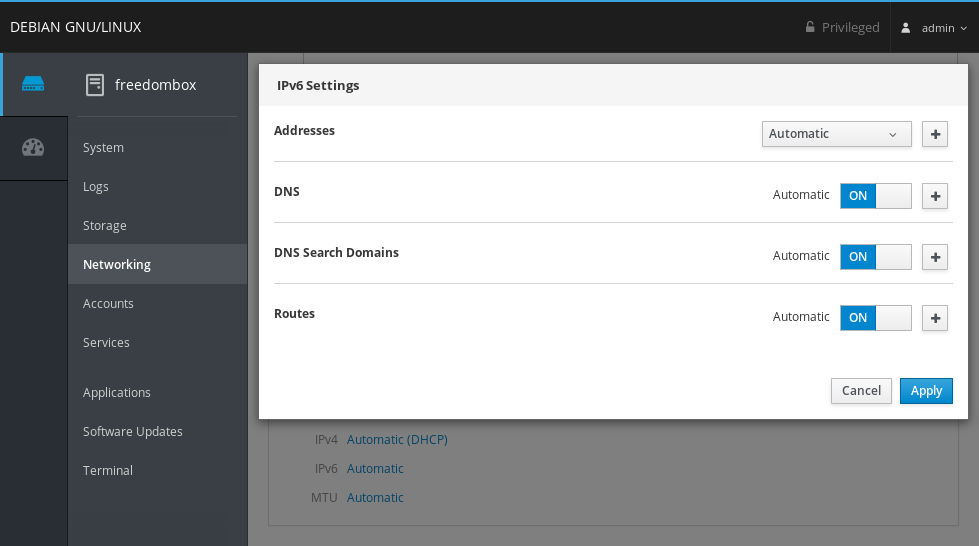 DEBIAN GNU/LINUX
Privileged
admin
freedombox
System
Logs
Storage
Networking
Accounts
Services
Applications
Software Updates
Terminal
IPv6 Settings
Addresses
Automatic
DNS
Automatic ON
DNS Search Domains
Automatic ON
Routes
Automatic ON
Cancel Apply
IPv4 Automatic (DHCP)
IPv6 Automatic
MTU Automatic